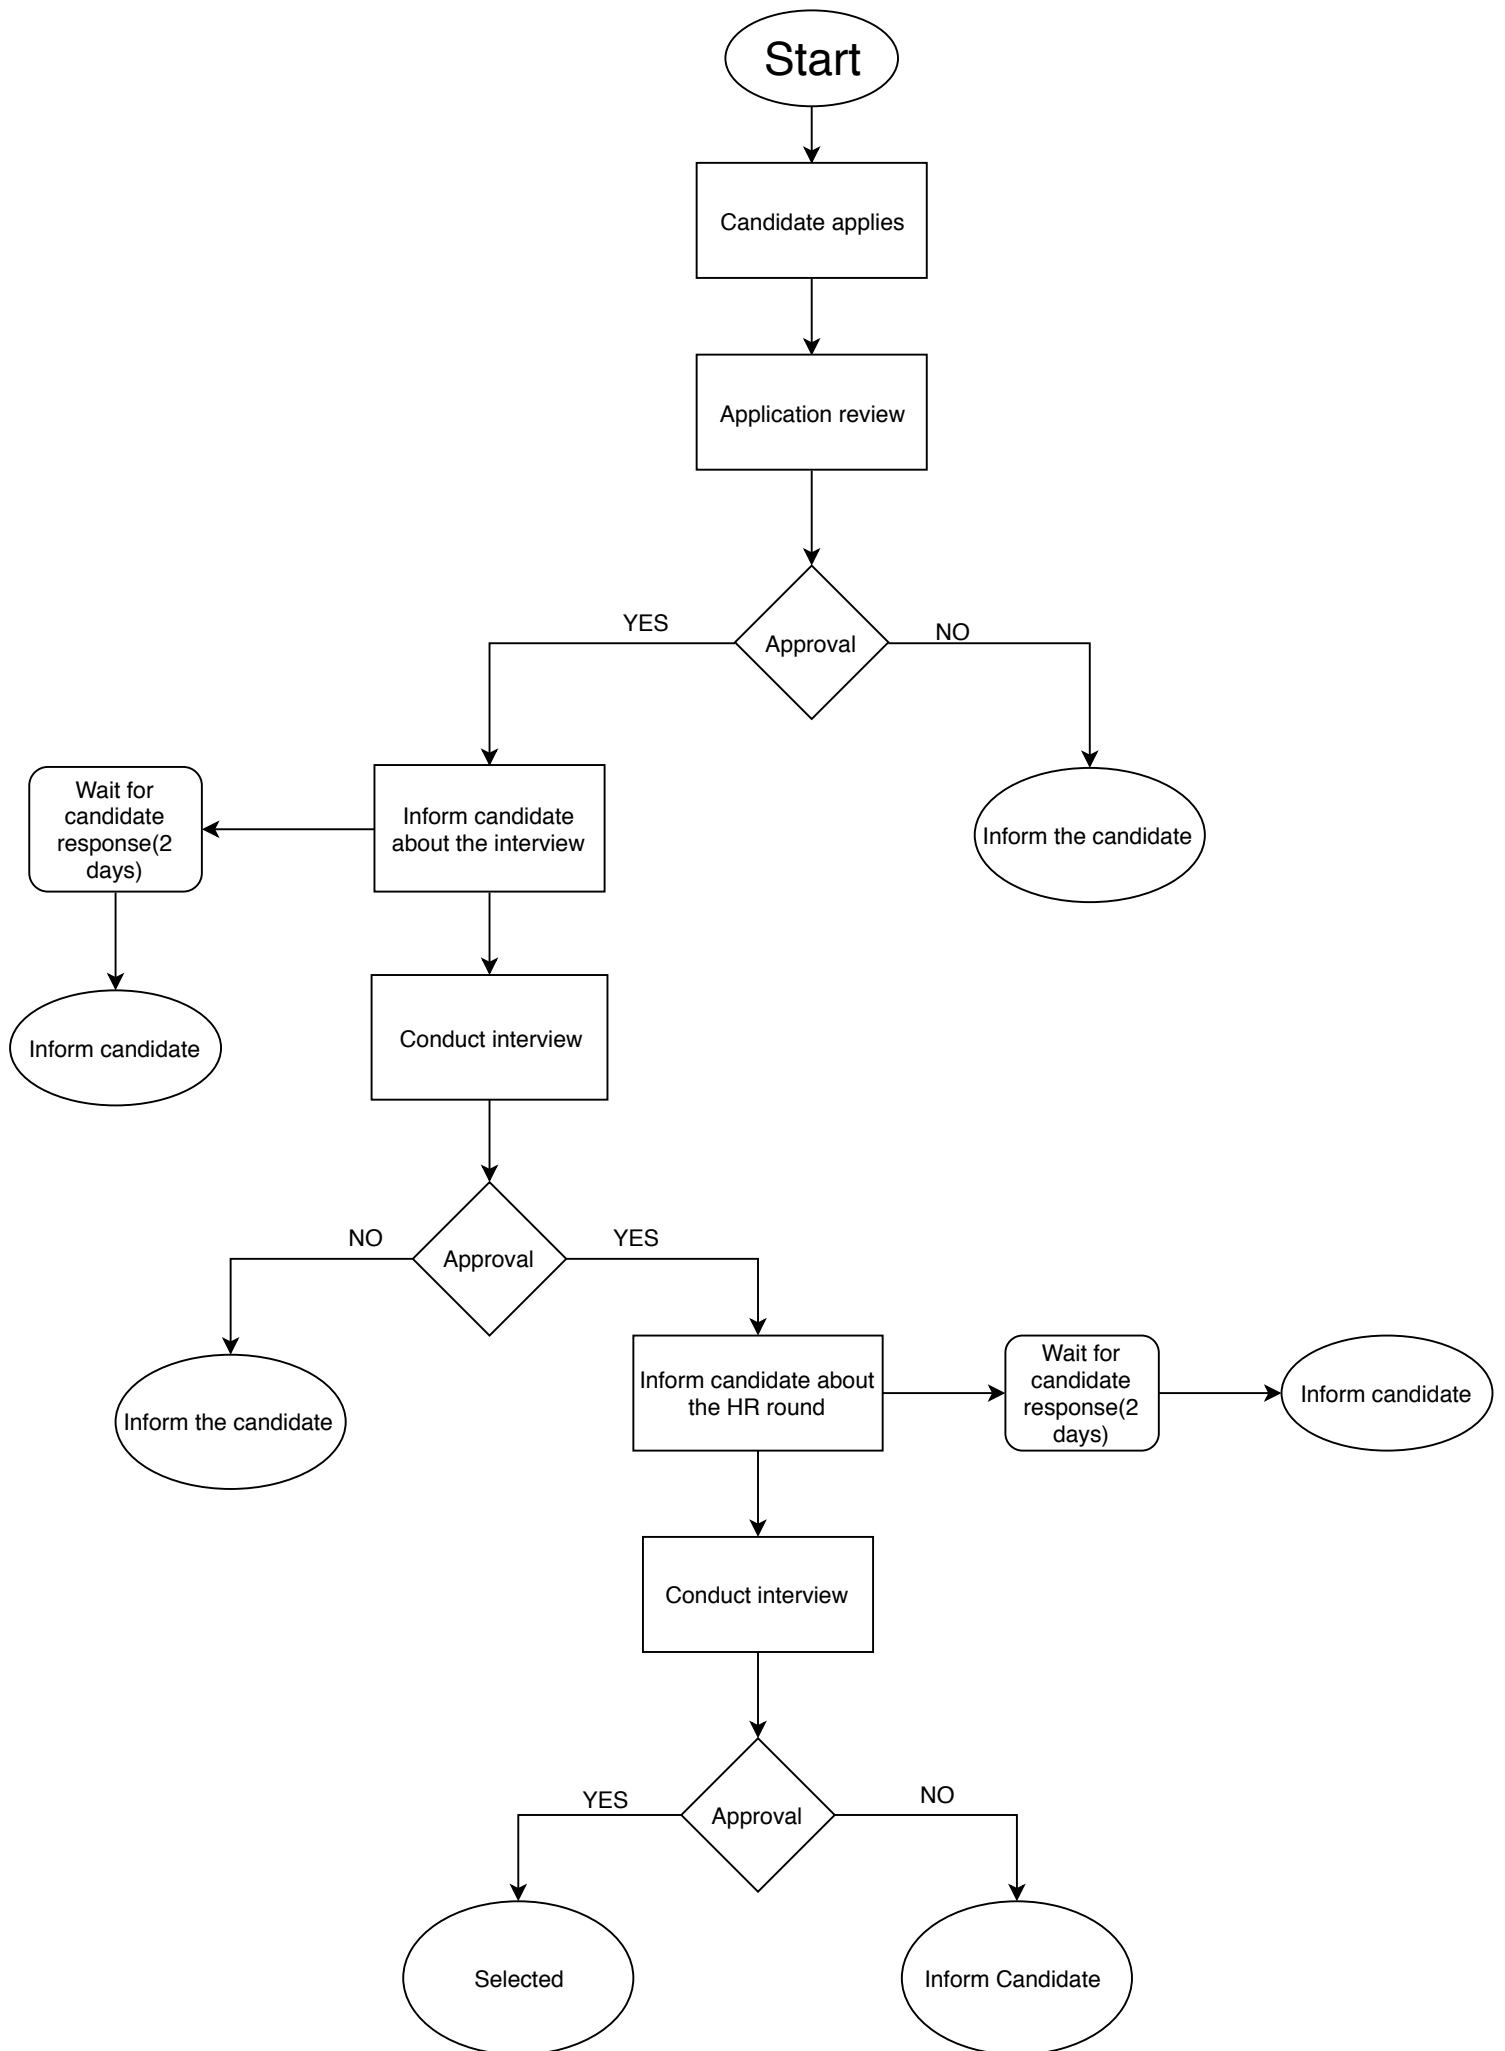 Start
Candidate applies
Application review
Approval
YES
NO
Wait for
candidate
response(2
days)
Inform candidate
about the interview
Inform the candidate
Inform candidate
Conduct interview
NO
YES
Approval
Inform the candidate
Inform candidate about
the HR round
Wait for
candidate
response(2
days)
Inform candidate
Conduct interview
YES
NO
Approval
Selected
Inform Candidate